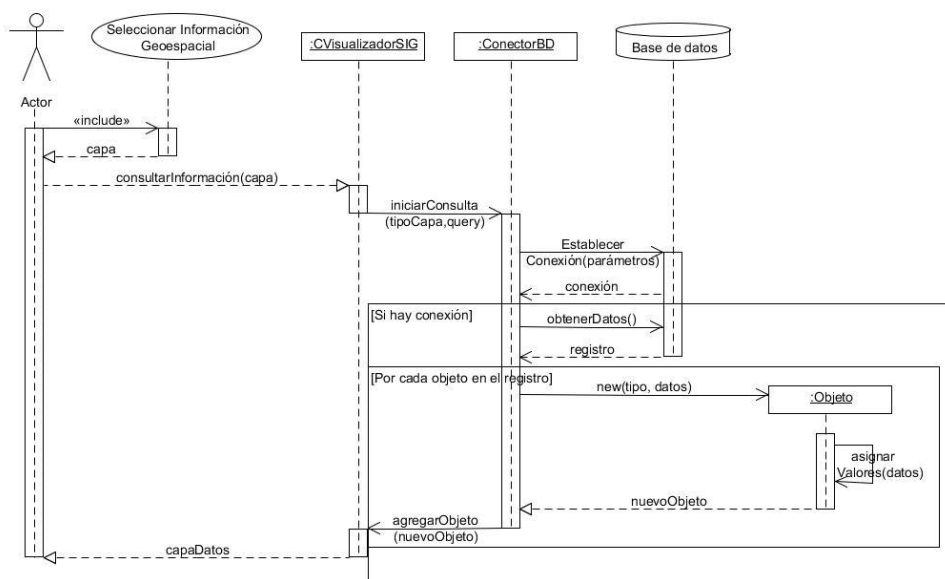 Seleccionar Información
Geoespacial
:CVisualizadorSIG
:ConectorBD
Base de datos
Actor
«include»
capa
consultarInformación(capa)
iniciarConsulta
(tipoCapa,query)
Establecer
Conexión(parámetros)
conexión
[Si hay conexión]
obtenerDatos()
registro
[Por cada objeto en el registro]
new(tipo, datos)
:Objeto
asignar
Valores(datos)
nuevoObjeto
agregarObjeto
(nuevoObjeto)
capaDatos